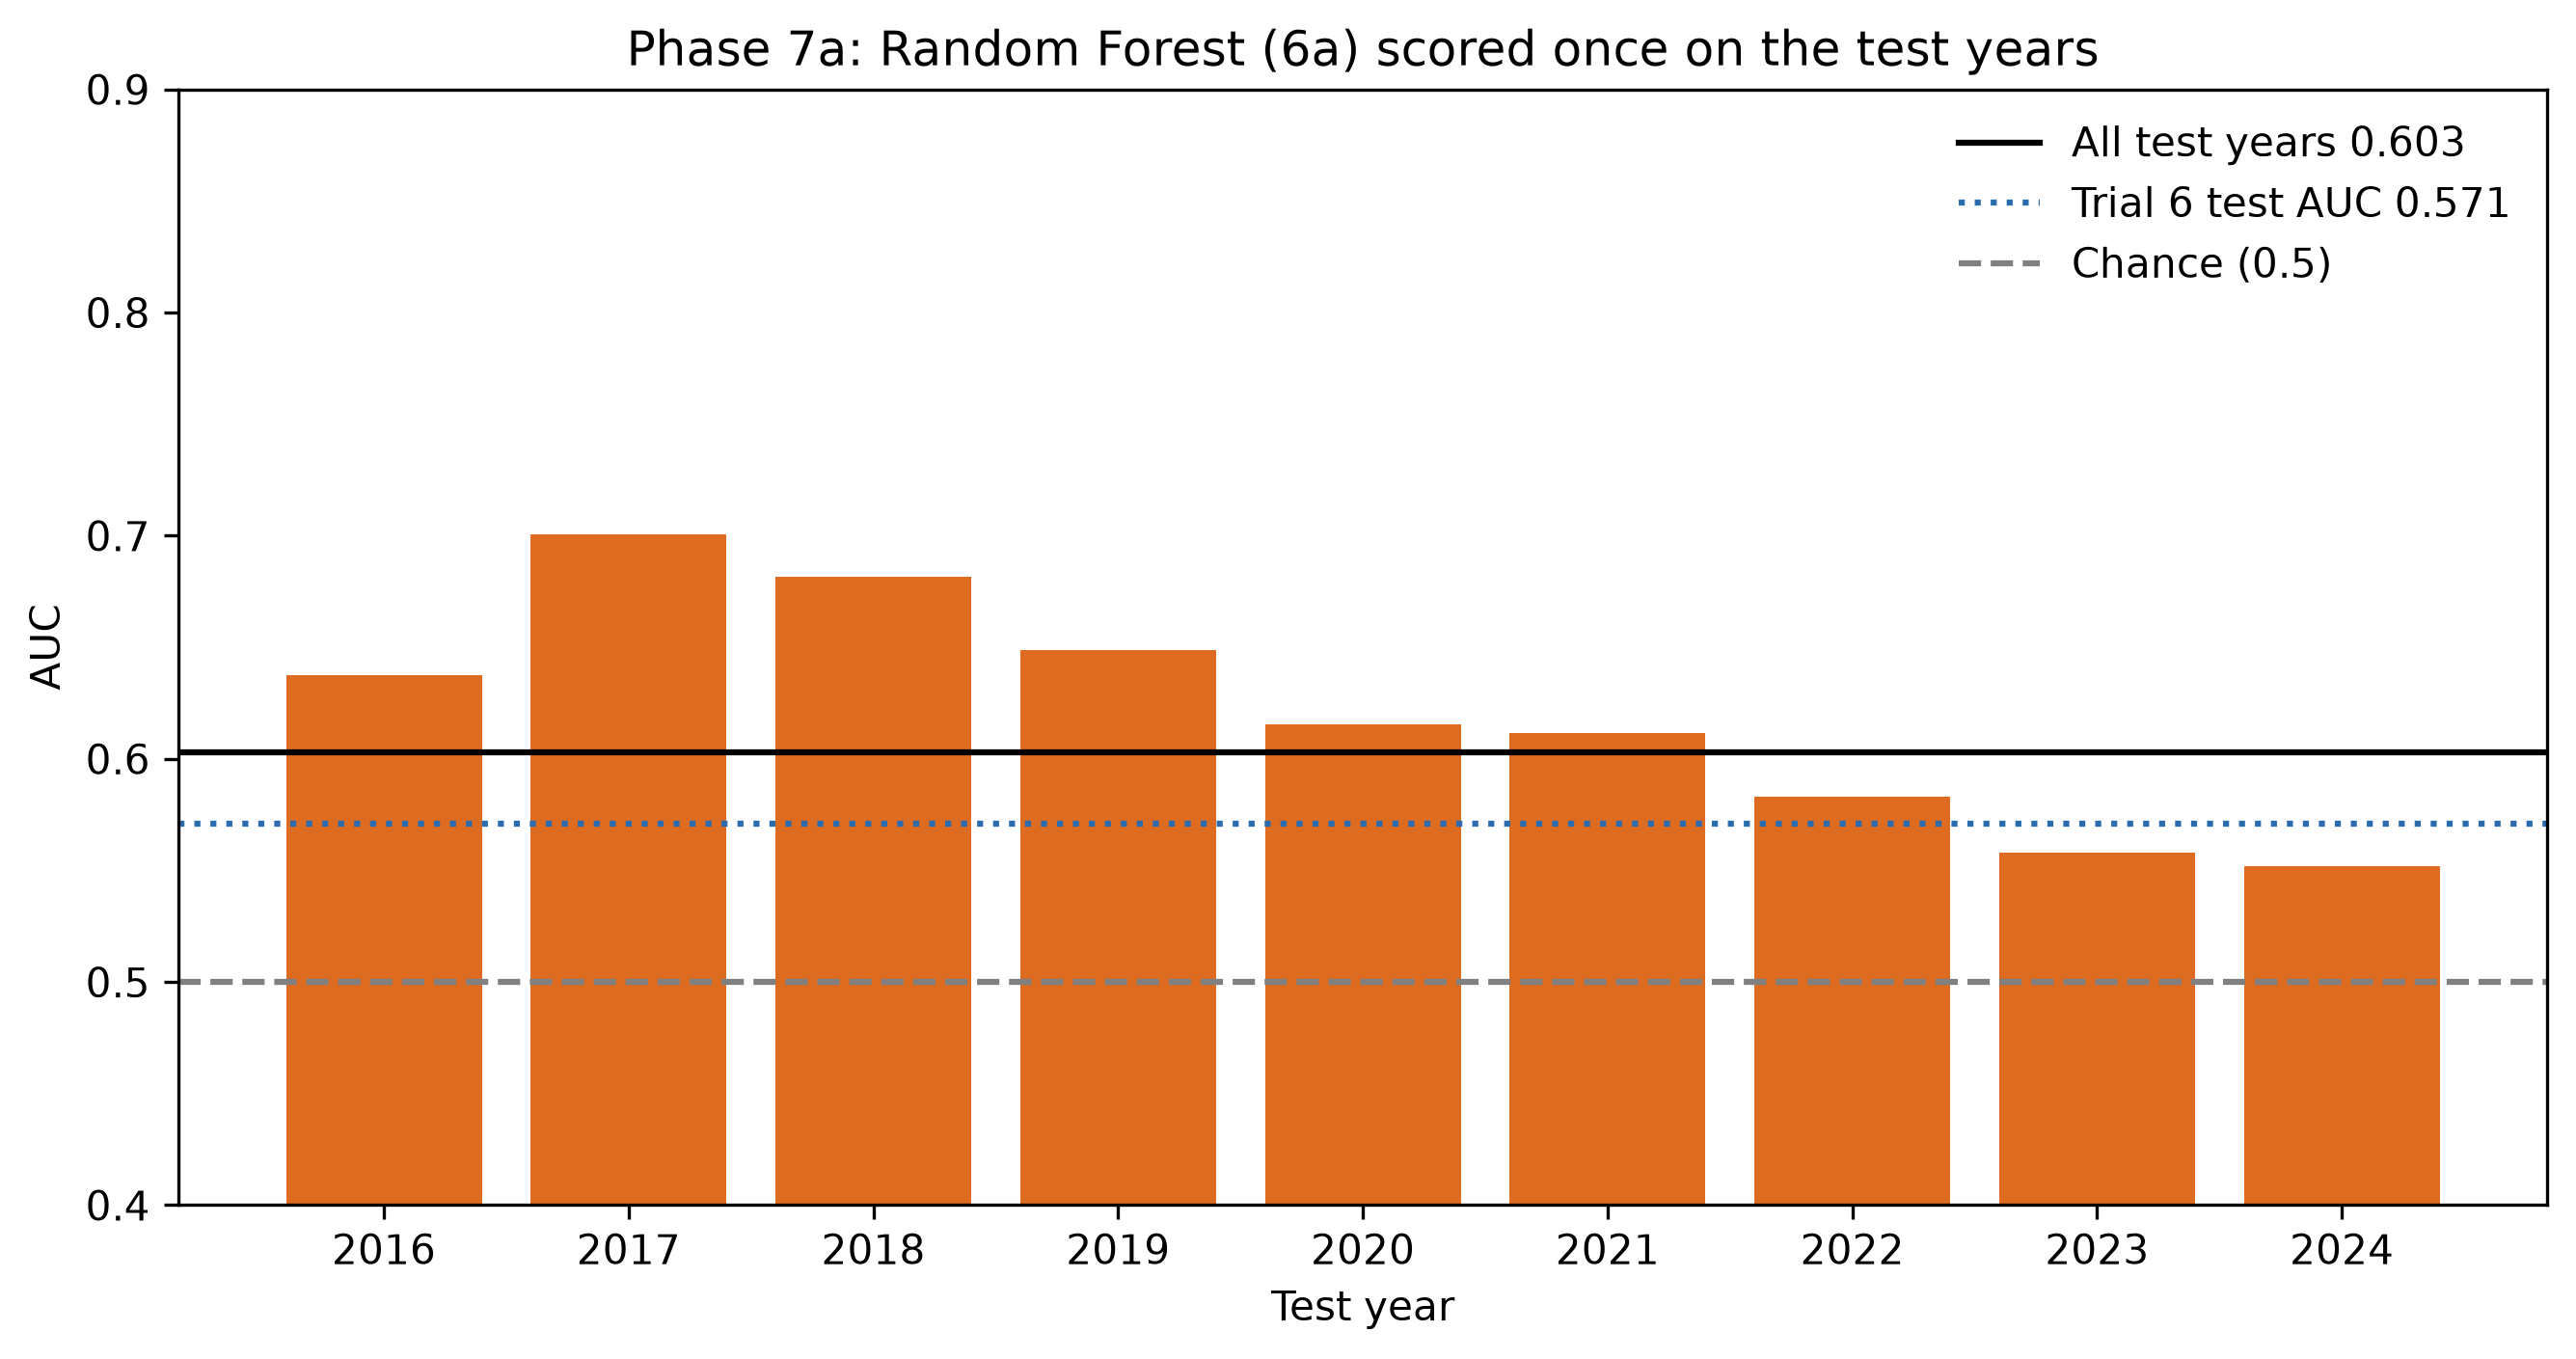 Phase 7a: Random Forest (6a) scored once on the test years
All test years 0.603
Trial 6 test AUC 0.571
Chance (0.5)
AUC
0.9
0.8
0.7
0.6
0.5
0.4
2016 2017 2018 2019 2020 2021 2022 2023 2024
Test year